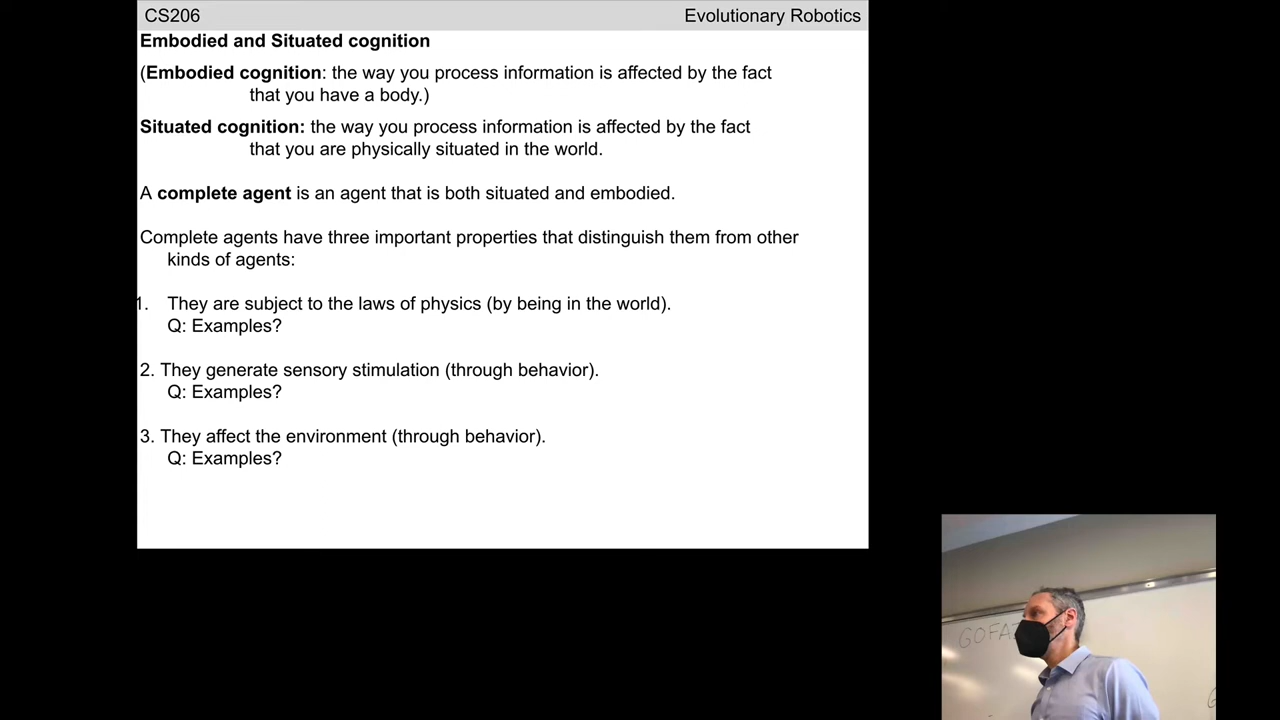 CS206 Evolutionary Robotics
Embodied and Situated cognition
(Embodied cognition: the way you process information is affected by the fact
that you have a body.)
Situated cognition: the way you process information is affected by the fact
that you are physically situated in the world.
A complete agent is an agent that is both situated and embodied.
Complete agents have three important properties that distinguish them from other
kinds of agents:
1. They are subject to the laws of physics (by being in the world).
Q: Examples?
2. They generate sensory stimulation (through behavior).
Q: Examples?
3. They affect the environment (through behavior).
Q: Examples?